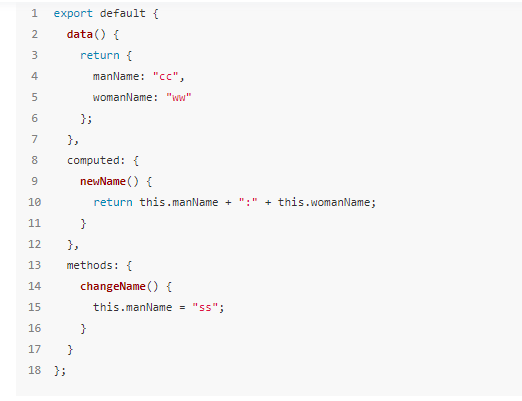 1 export default {
2 data() {
3 return {
4 manName: "cc",
5 womanName: "ww"
6 };
7 },
8 computed: {
9 newName() {
10 return this.manName + ":" + this.womanName;
11 }
12 },
13 methods: {
14 changeName() {
15 this.manName = "ss";
16 }
17 }
18 };